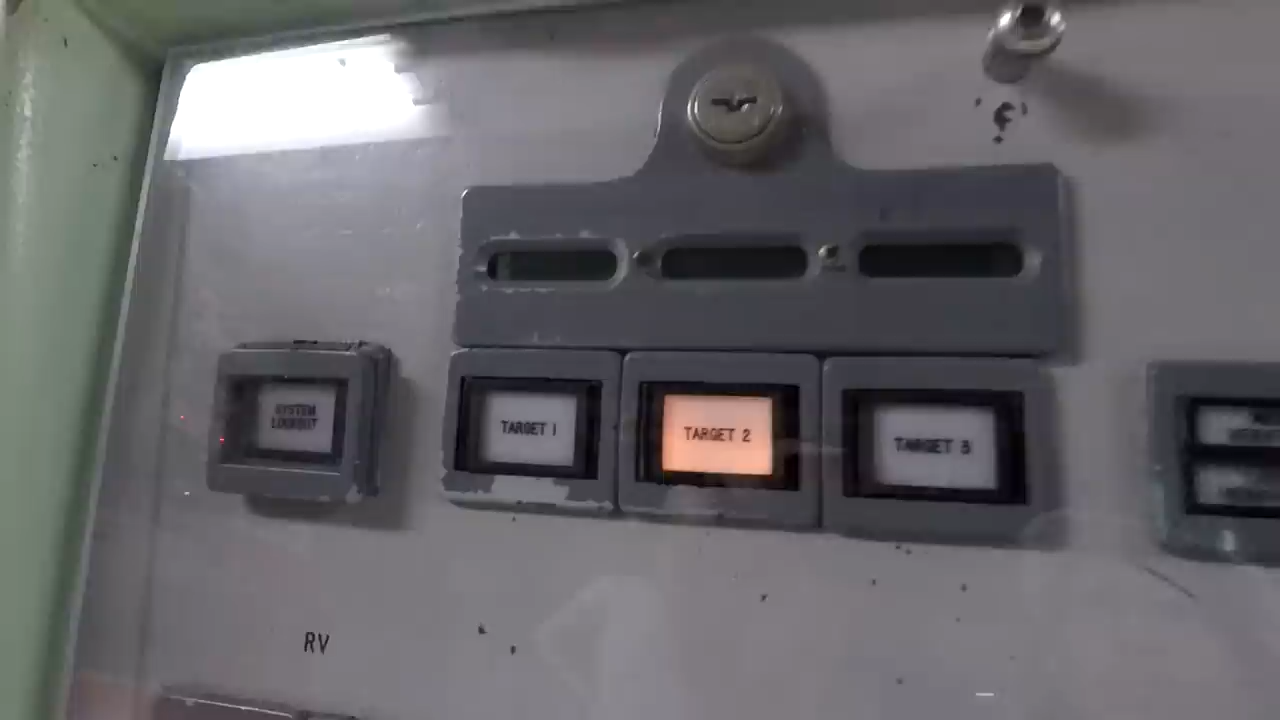 SYSTEM
LOCKOUT
TARGET 1
TARGET 2
TARGET 3
RV